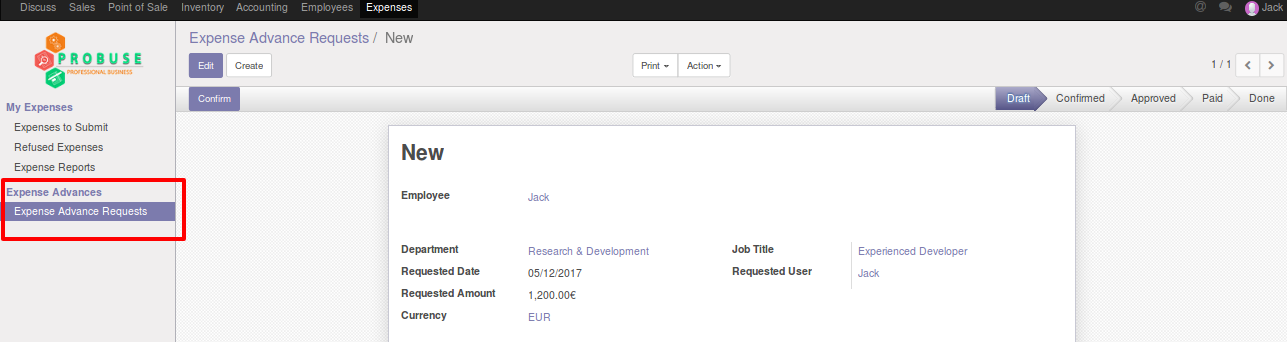 Discuss Sales Point of Sale Inventory Accounting Employees Expenses @ Jack
PROBUSE
PROFESSIONAL BUSINESS
Expense Advance Requests / New
Edit Create Print Action 1 / 1
Confirm Draft Confirmed Approved Paid Done
My Expenses
Expenses to Submit
Refused Expenses
Expense Reports
Expense Advances
Expense Advance Requests
New
Employee Jack
Department Research & Development Job Title Experienced Developer
Requested Date 05/12/2017 Requested User Jack
Requested Amount 1,200.00€
Currency EUR